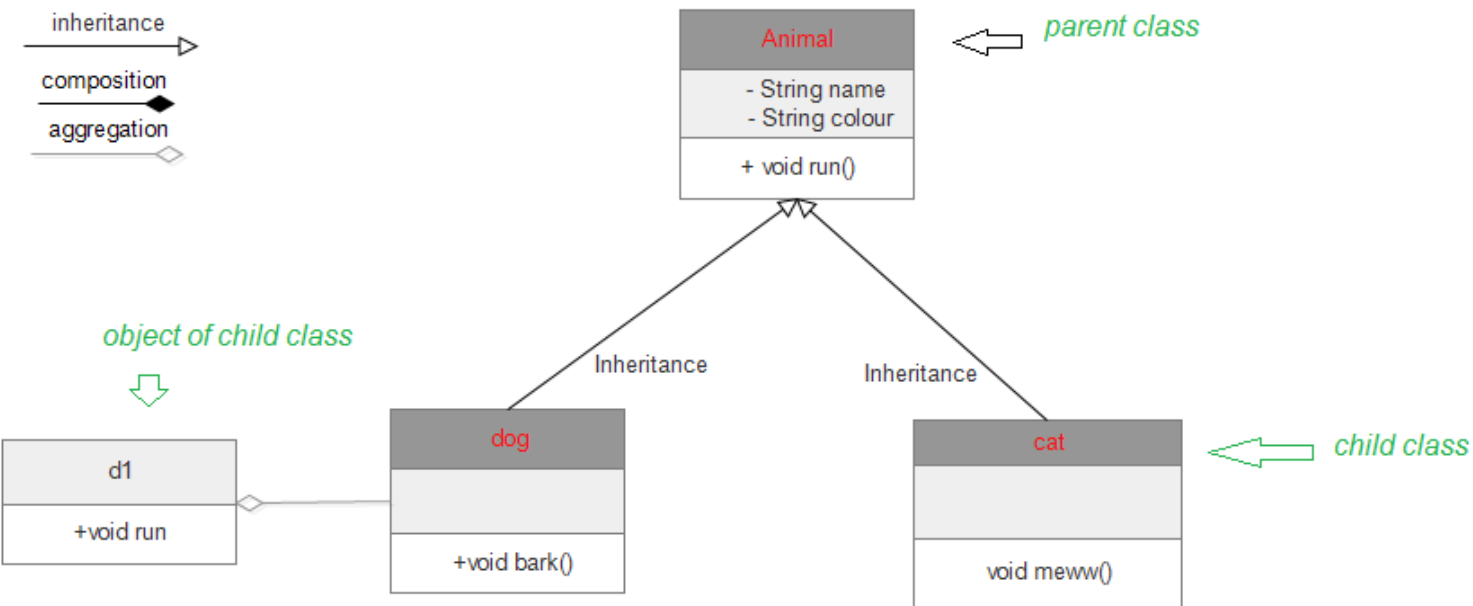 inheritance
composition
aggregation
Animal
- String name
- String colour
+ void run()
parent class
Inheritance
Inheritance
object of child class
d1
+void run
dog
+void bark()
cat
void meww()
child class